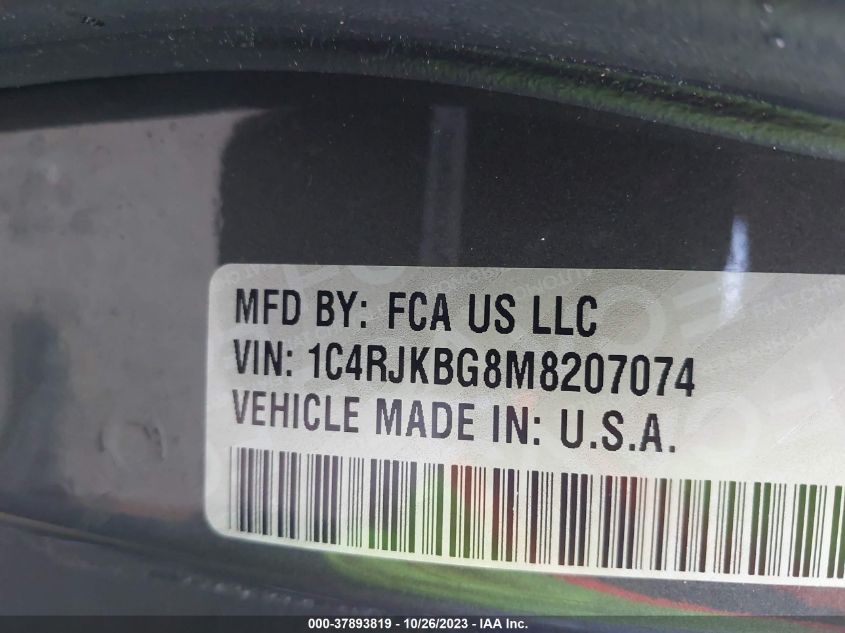 MFD BY: FCA US LLC
VIN: 1C4RJKBG8M8207074
VEHICLE MADE IN: U.S.A.
000-37893819 - 10/26/2023 - IAA Inc.